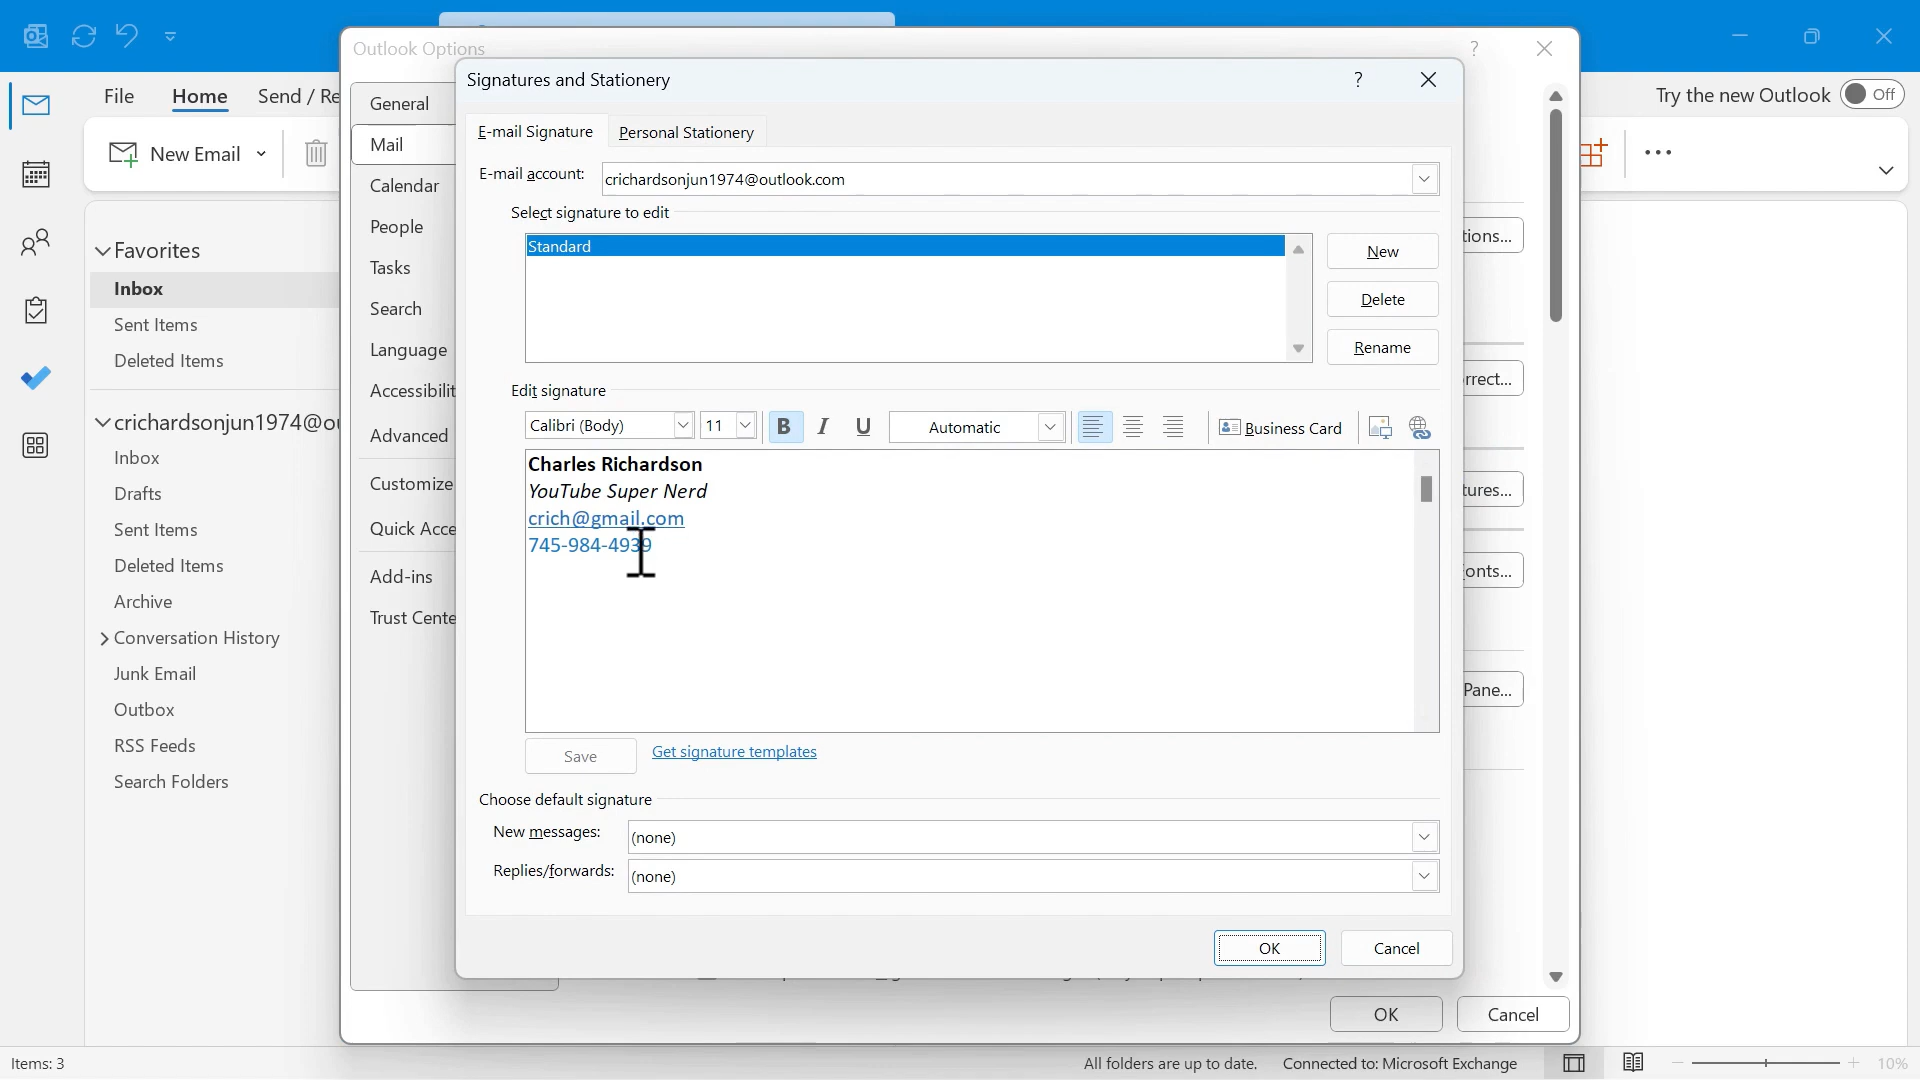 Outlook Options
Signatures and Stationery
File
Home
Send / Re
Try the new Outlook
Off
New Email
General
Mail
Calendar
People
Tasks
Search
Language
Accessibilit
Advanced
Customize
Quick Acce
Add-ins
Trust Cente
Favorites
Inbox
Sent Items
Deleted Items
crichardsonjun1974@o
Inbox
Drafts
Sent Items
Deleted Items
Archive
Conversation History
Junk Email
Outbox
RSS Feeds
Search Folders
E-mail Signature
Personal Stationery
E-mail account:
crichardsonjun1974@outlook.com
Select signature to edit
Standard
New
Delete
Rename
Edit signature
Calibri (Body)
11
B
I
U
Automatic
Business Card
Charles Richardson
YouTube Super Nerd
crich@gmail.com
745-984-4939
Save
Get signature templates
Choose default signature
New messages:
(none)
Replies/forwards:
(none)
OK
Cancel
tions...
rrect...
tures...
onts...
Pane...
OK
Cancel
Items: 3
All folders are up to date.
Connected to: Microsoft Exchange
10%